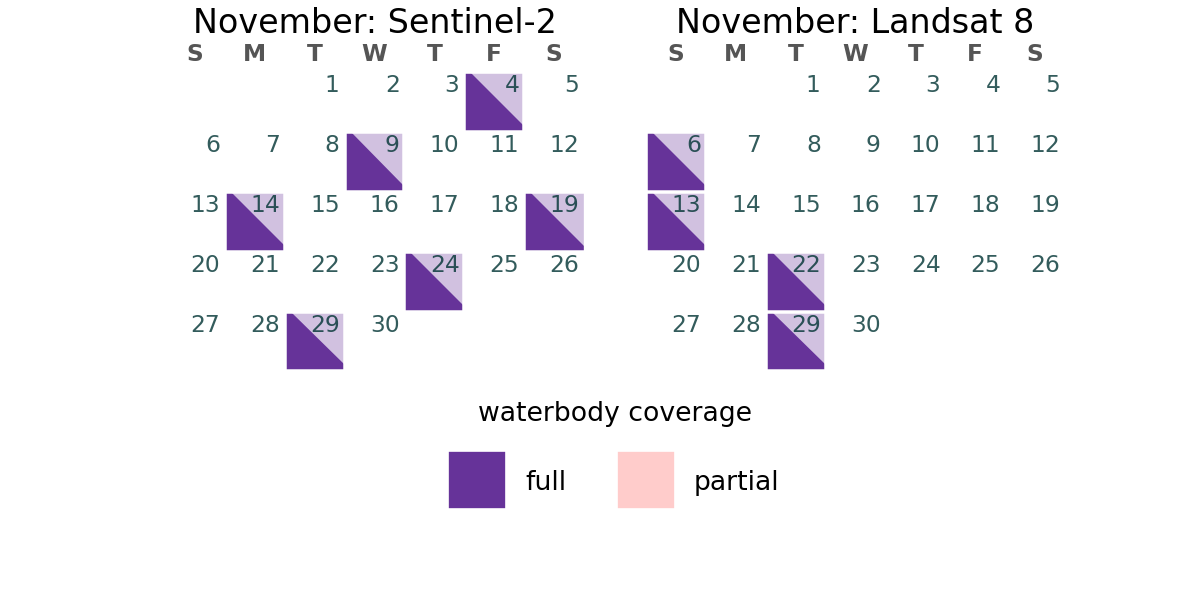 November: Sentinel-2
S M T W T F S
1 2 3 4 5
6 7 8 9 10 11 12
13 14 15 16 17 18 19
20 21 22 23 24 25 26
27 28 29 30
November: Landsat 8
S M T W T F S
1 2 3 4 5
6 7 8 9 10 11 12
13 14 15 16 17 18 19
20 21 22 23 24 25 26
27 28 29 30
waterbody coverage
full
partial